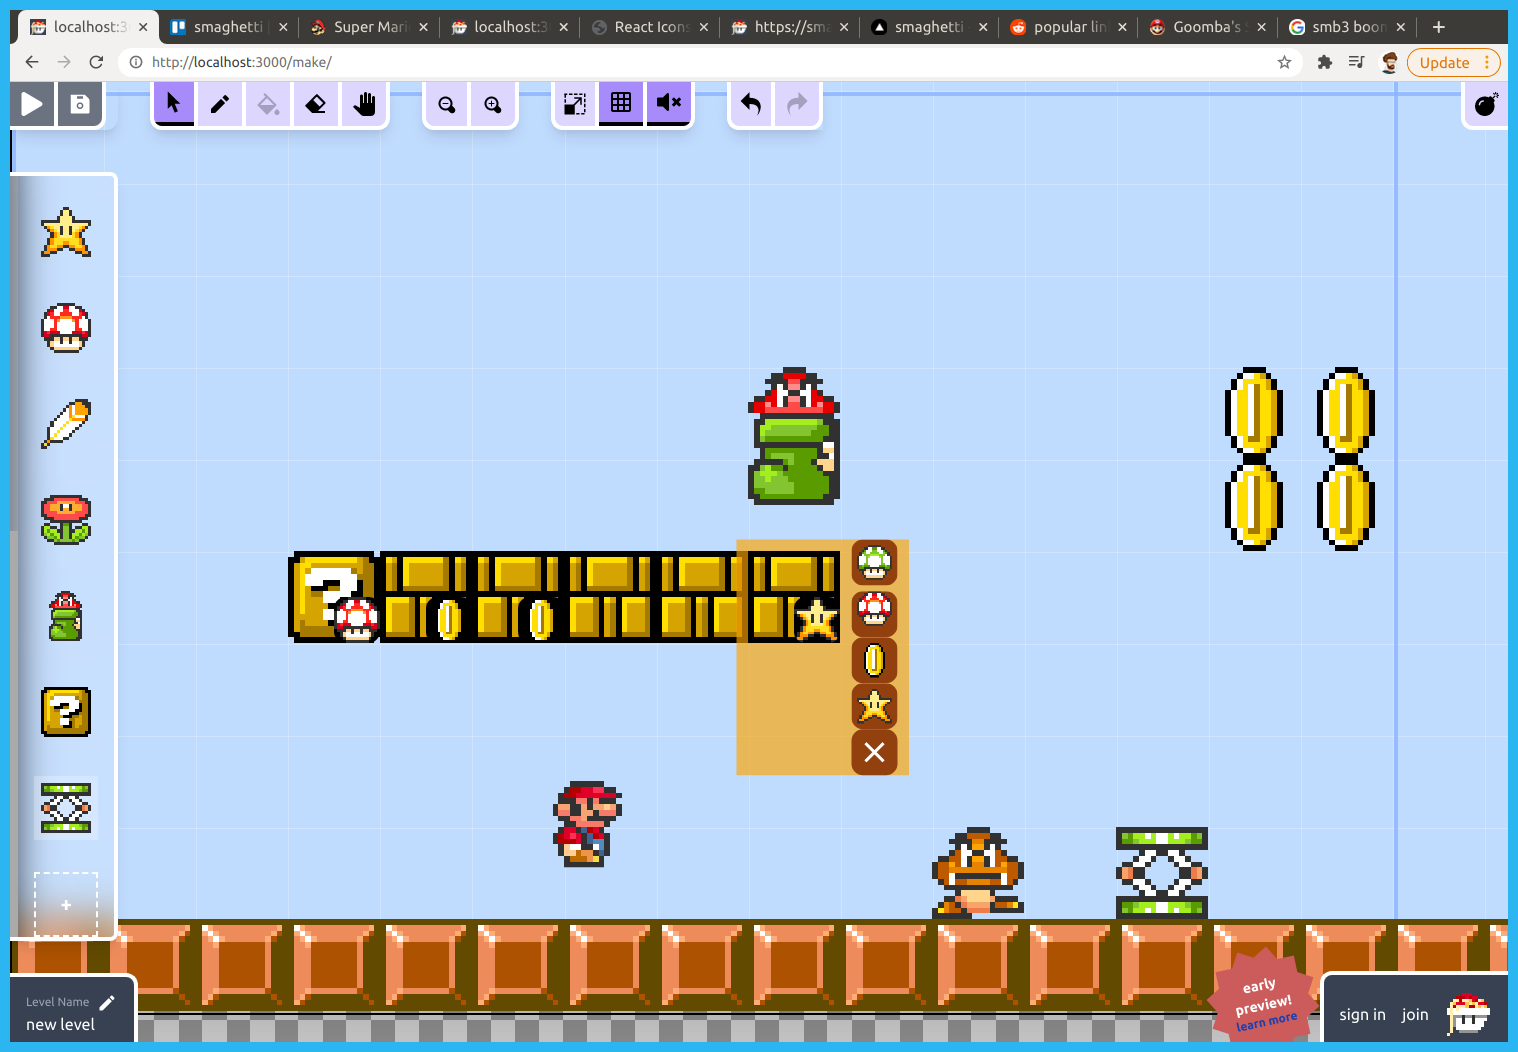 localhost:3
smaghetti
Super Mari
localhost:3
React Icons
https://sma
smaghetti
popular lin
Goomba's
smb3 boon
http://localhost:3000/make/
Update
?
?
+
Level Name
new level
early
preview!
learn more
sign in
join